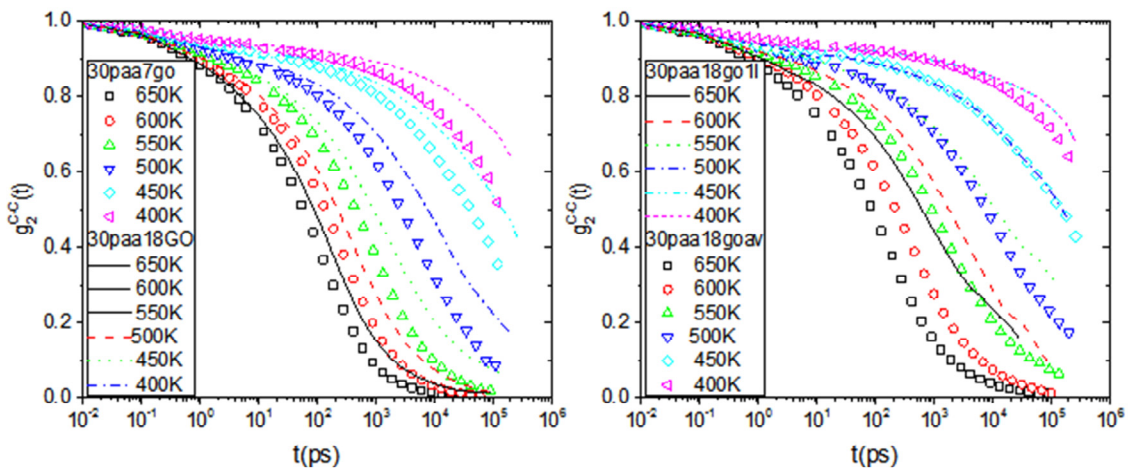 1.0
0.8
0.6
0.4
0.2
0.0
g₂ᶜ⁻ᶜ(t)
30paa7go
650K
600K
550K
500K
450K
400K
30paa18GO
650K
600K
550K
500K
450K
400K
10⁻² 10⁻¹ 10⁰ 10¹ 10² 10³ 10⁴ 10⁵ 10⁶
t(ps)
1.0
0.8
0.6
0.4
0.2
0.0
g₂ᶜ⁻ᶜ(t)
30paa18go1l
650K
600K
550K
500K
450K
400K
30paa18goav
650K
600K
550K
500K
450K
400K
10⁻² 10⁻¹ 10⁰ 10¹ 10² 10³ 10⁴ 10⁵ 10⁶
t(ps)